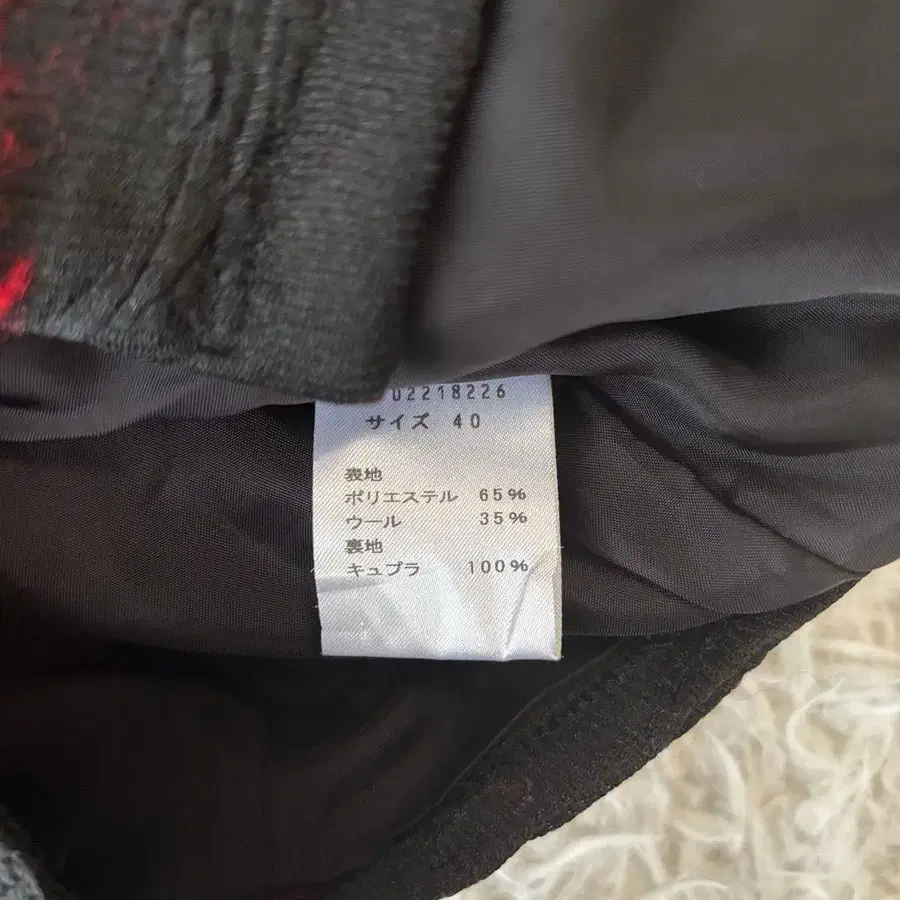 02218226
サイズ 40
表地
ポリエステル 65%
ウール 35%
裏地
キュプラ 100%